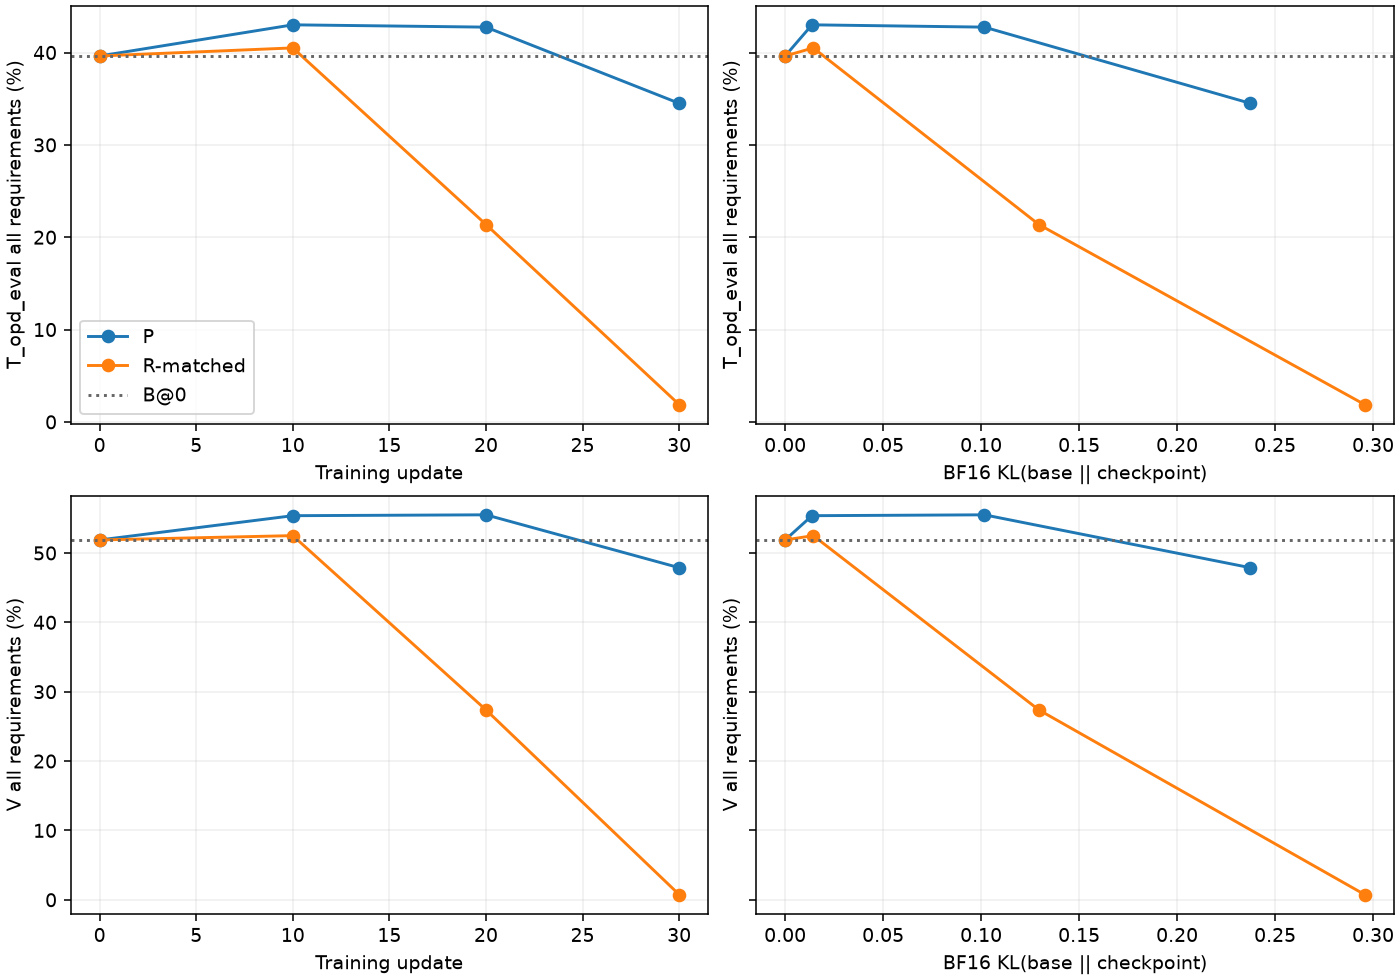 T_opd_eval all requirements (%)
40
30
20
10
0
P
R-matched
B@0
0 5 10 15 20 25 30
Training update
T_opd_eval all requirements (%)
0.00 0.05 0.10 0.15 0.20 0.25 0.30
BF16 KL(base || checkpoint)
V all requirements (%)
50
40
30
20
10
0
0 5 10 15 20 25 30
Training update
V all requirements (%)
0.00 0.05 0.10 0.15 0.20 0.25 0.30
BF16 KL(base || checkpoint)